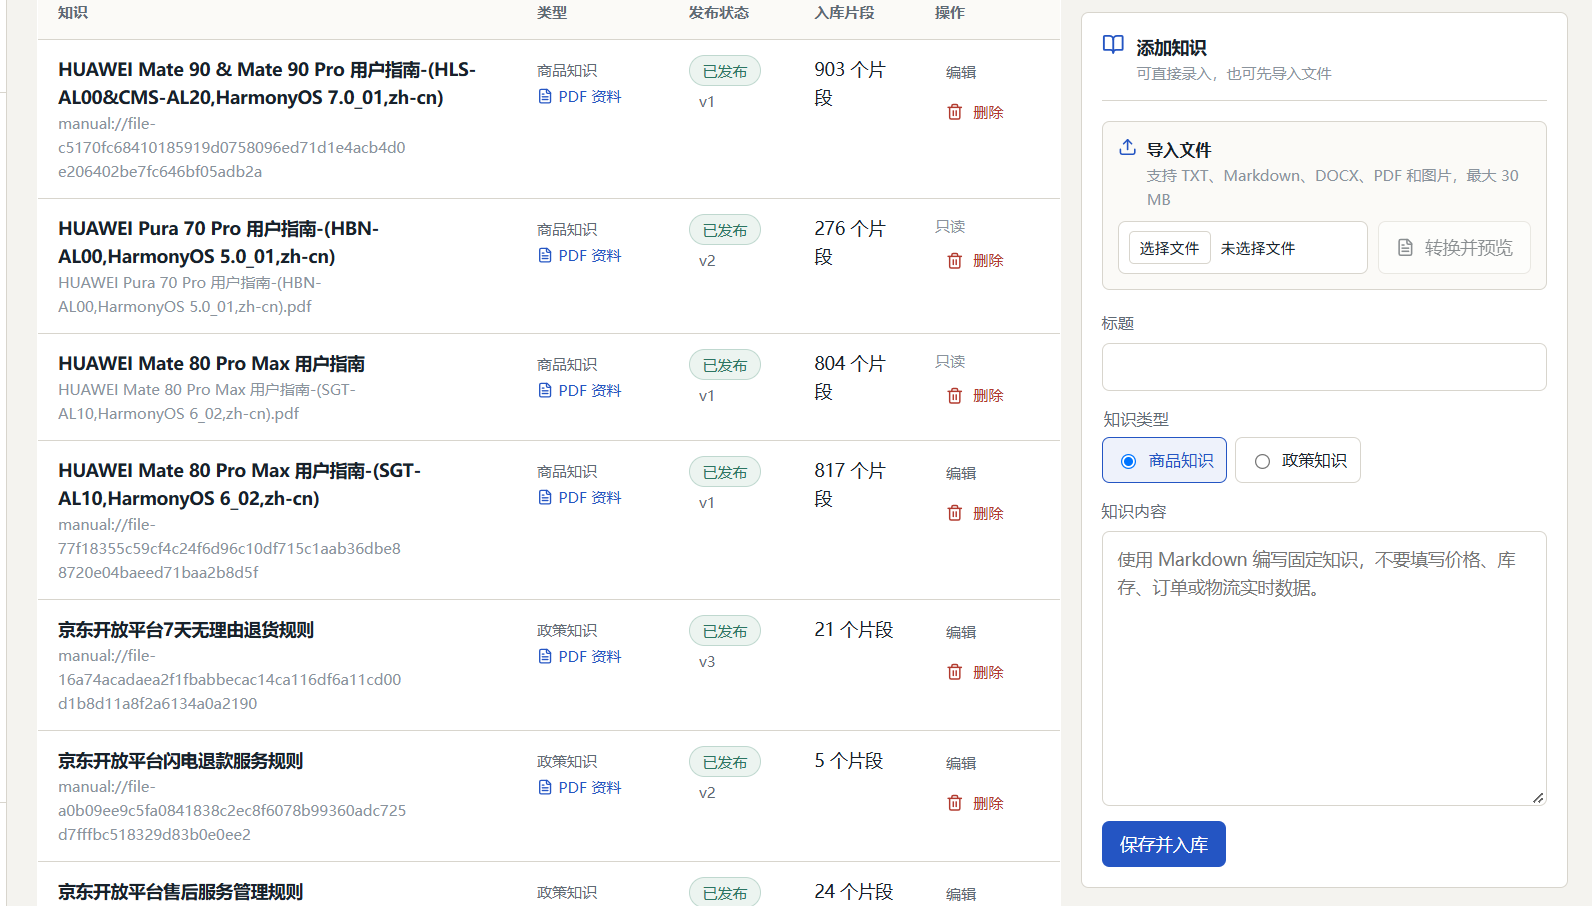 知识 类型 发布状态 入库片段 操作
HUAWEI Mate 90 & Mate 90 Pro 用户指南-(HLS-
AL00&CMS-AL20,HarmonyOS 7.0_01,zh-cn)
manual://file-
c5170fc68410185919d0758096ed71d1e4acb4d0
e206402be7fc646bf05adb2a
商品知识
PDF 资料
已发布
v1
903 个片
段
编辑
删除
HUAWEI Pura 70 Pro 用户指南-(HBN-
AL00,HarmonyOS 5.0_01,zh-cn)
HUAWEI Pura 70 Pro 用户指南-(HBN-
AL00,HarmonyOS 5.0_01,zh-cn).pdf
商品知识
PDF 资料
已发布
v2
276 个片
段
只读
删除
HUAWEI Mate 80 Pro Max 用户指南
HUAWEI Mate 80 Pro Max 用户指南-(SGT-
AL10,HarmonyOS 6_02,zh-cn).pdf
商品知识
PDF 资料
已发布
v1
804 个片
段
只读
删除
HUAWEI Mate 80 Pro Max 用户指南-(SGT-
AL10,HarmonyOS 6_02,zh-cn)
manual://file-
77f18355c59cf4c24f6d96c10df715c1aab36dbe8
8720e04baeed71baa2b8d5f
商品知识
PDF 资料
已发布
v1
817 个片
段
编辑
删除
京东开放平台7天无理由退货规则
manual://file-
16a74acadaea2f1fbabbecac14ca116df6a11cd00
d1b8d11a8f2a6134a0a2190
政策知识
PDF 资料
已发布
v3
21 个片段
编辑
删除
京东开放平台闪电退款服务规则
manual://file-
a0b09ee9c5fa0841838c2ec8f6078b99360adc725
d7fffbc518329d83b0e0ee2
政策知识
PDF 资料
已发布
v2
5 个片段
编辑
删除
京东开放平台售后服务管理规则
政策知识
已发布
24 个片段
编辑
添加知识
可直接录入，也可先导入文件
导入文件
支持 TXT、Markdown、DOCX、PDF 和图片，最大 30
MB
选择文件 未选择文件
转换并预览
标题
知识类型
商品知识 政策知识
知识内容
使用 Markdown 编写固定知识，不要填写价格、库
存、订单或物流实时数据。
保存并入库